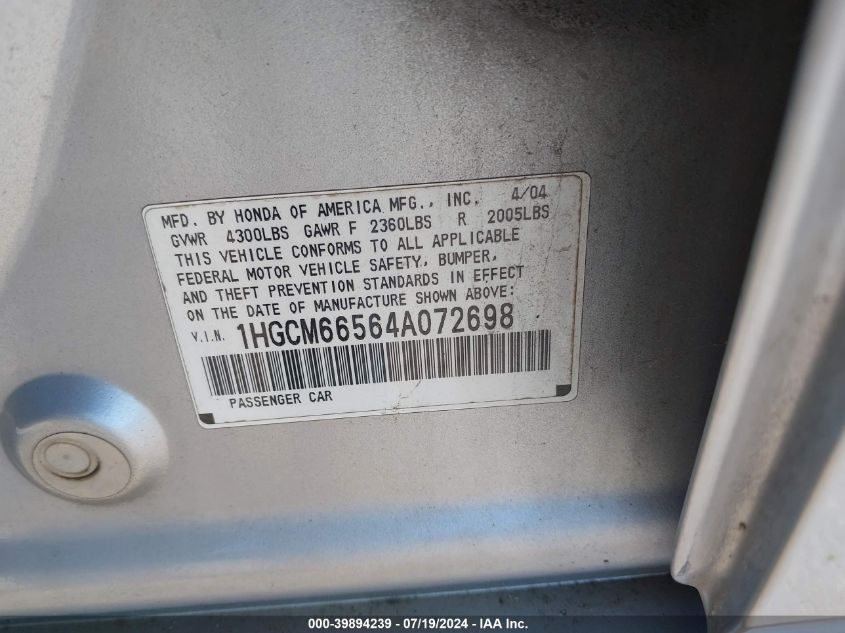 MFD. BY HONDA OF AMERICA MFG., INC. 4/04
GVWR 4300LBS GAWR F 2360LBS R 2005LBS
THIS VEHICLE CONFORMS TO ALL APPLICABLE
FEDERAL MOTOR VEHICLE SAFETY, BUMPER,
AND THEFT PREVENTION STANDARDS IN EFFECT
ON THE DATE OF MANUFACTURE SHOWN ABOVE:
V.I.N. 1HGCM66564A072698
PASSENGER CAR
000-39894239 / 07/19/2024 - © IAA, Inc.